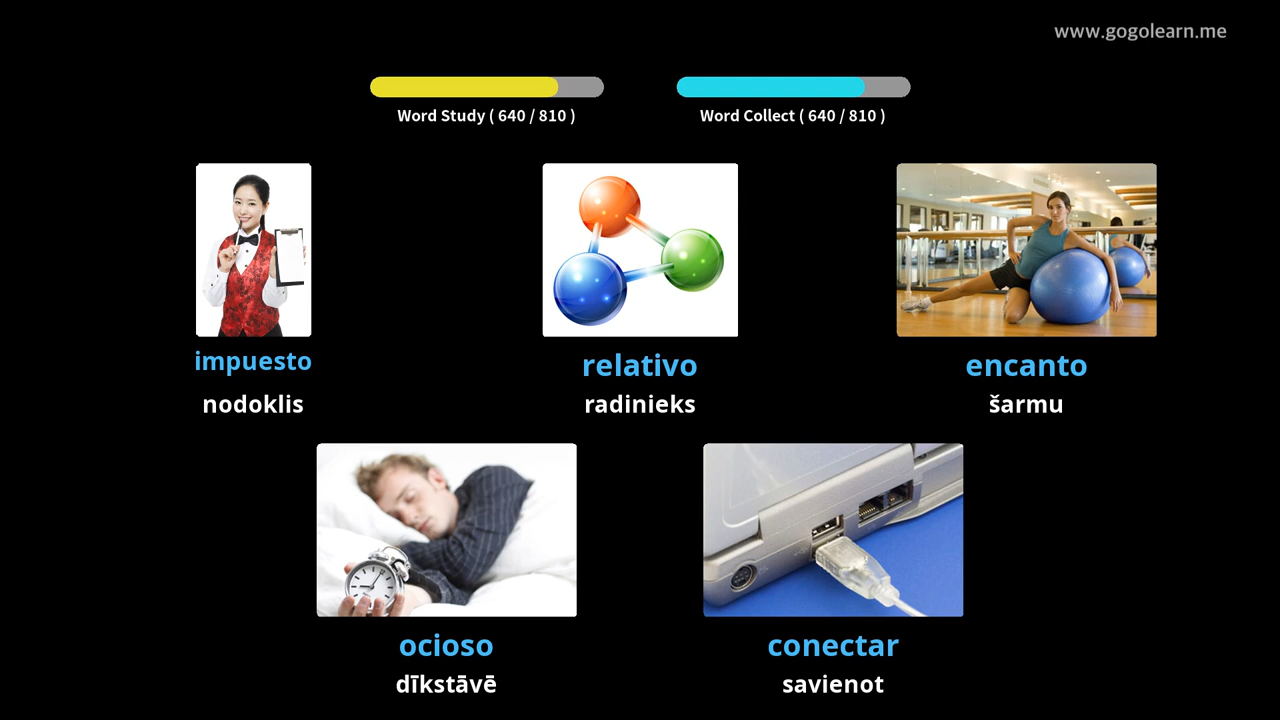 www.gogolearn.me
Word Study ( 640 / 810 )
Word Collect ( 640 / 810 )
impuesto
nodoklis
relativo
radinieks
encanto
šarmu
ocioso
dīkstāvē
conectar
savienot